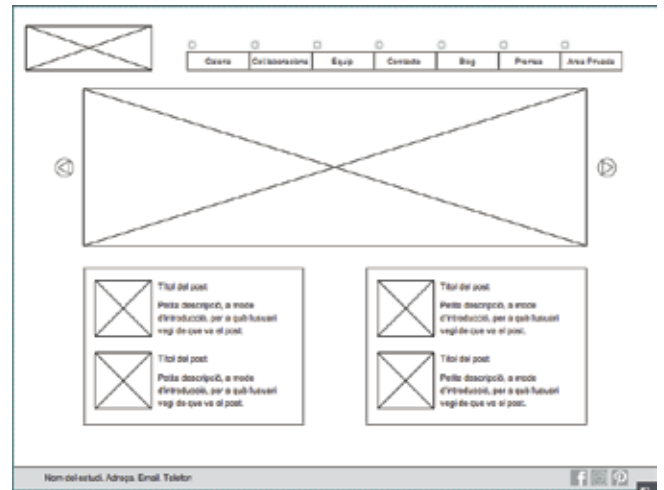 Galeria Col·laboracions Equip Contacte Blog Premsa Area Privada
Títol del post
Petita descripció, a mode
d'introducció, per a què l'usuari
vegi de que va el post.
Títol del post
Petita descripció, a mode
d'introducció, per a què l'usuari
vegi de que va el post.
Títol del post
Petita descripció, a mode
d'introducció, per a què l'usuari
vegi de que va el post.
Títol del post
Petita descripció, a mode
d'introducció, per a què l'usuari
vegi de que va el post.
Nom del estudi. Adreça. Email. Telefon